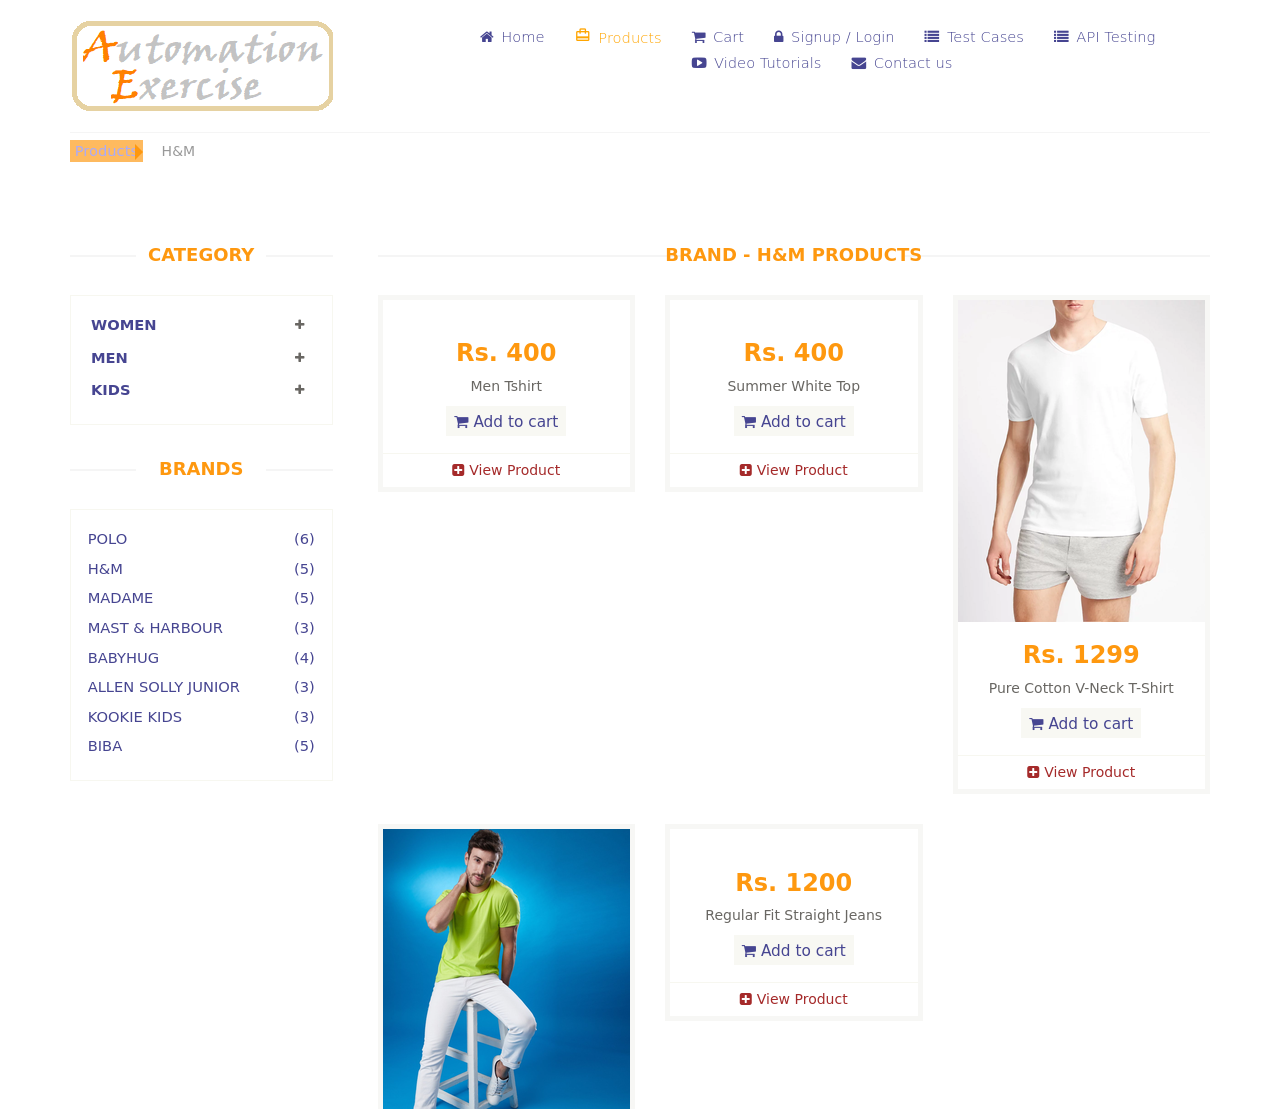 Automation
Exercise
Home
Products
Cart
Signup / Login
Test Cases
API Testing
Video Tutorials
Contact us
Products
H&M
CATEGORY
WOMEN
MEN
KIDS
BRANDS
POLO (6)
H&M (5)
MADAME (5)
MAST & HARBOUR (3)
BABYHUG (4)
ALLEN SOLLY JUNIOR (3)
KOOKIE KIDS (3)
BIBA (5)
BRAND - H&M PRODUCTS
Rs. 400
Men Tshirt
Add to cart
View Product
Rs. 400
Summer White Top
Add to cart
View Product
Rs. 1299
Pure Cotton V-Neck T-Shirt
Add to cart
View Product
Rs. 1200
Regular Fit Straight Jeans
Add to cart
View Product